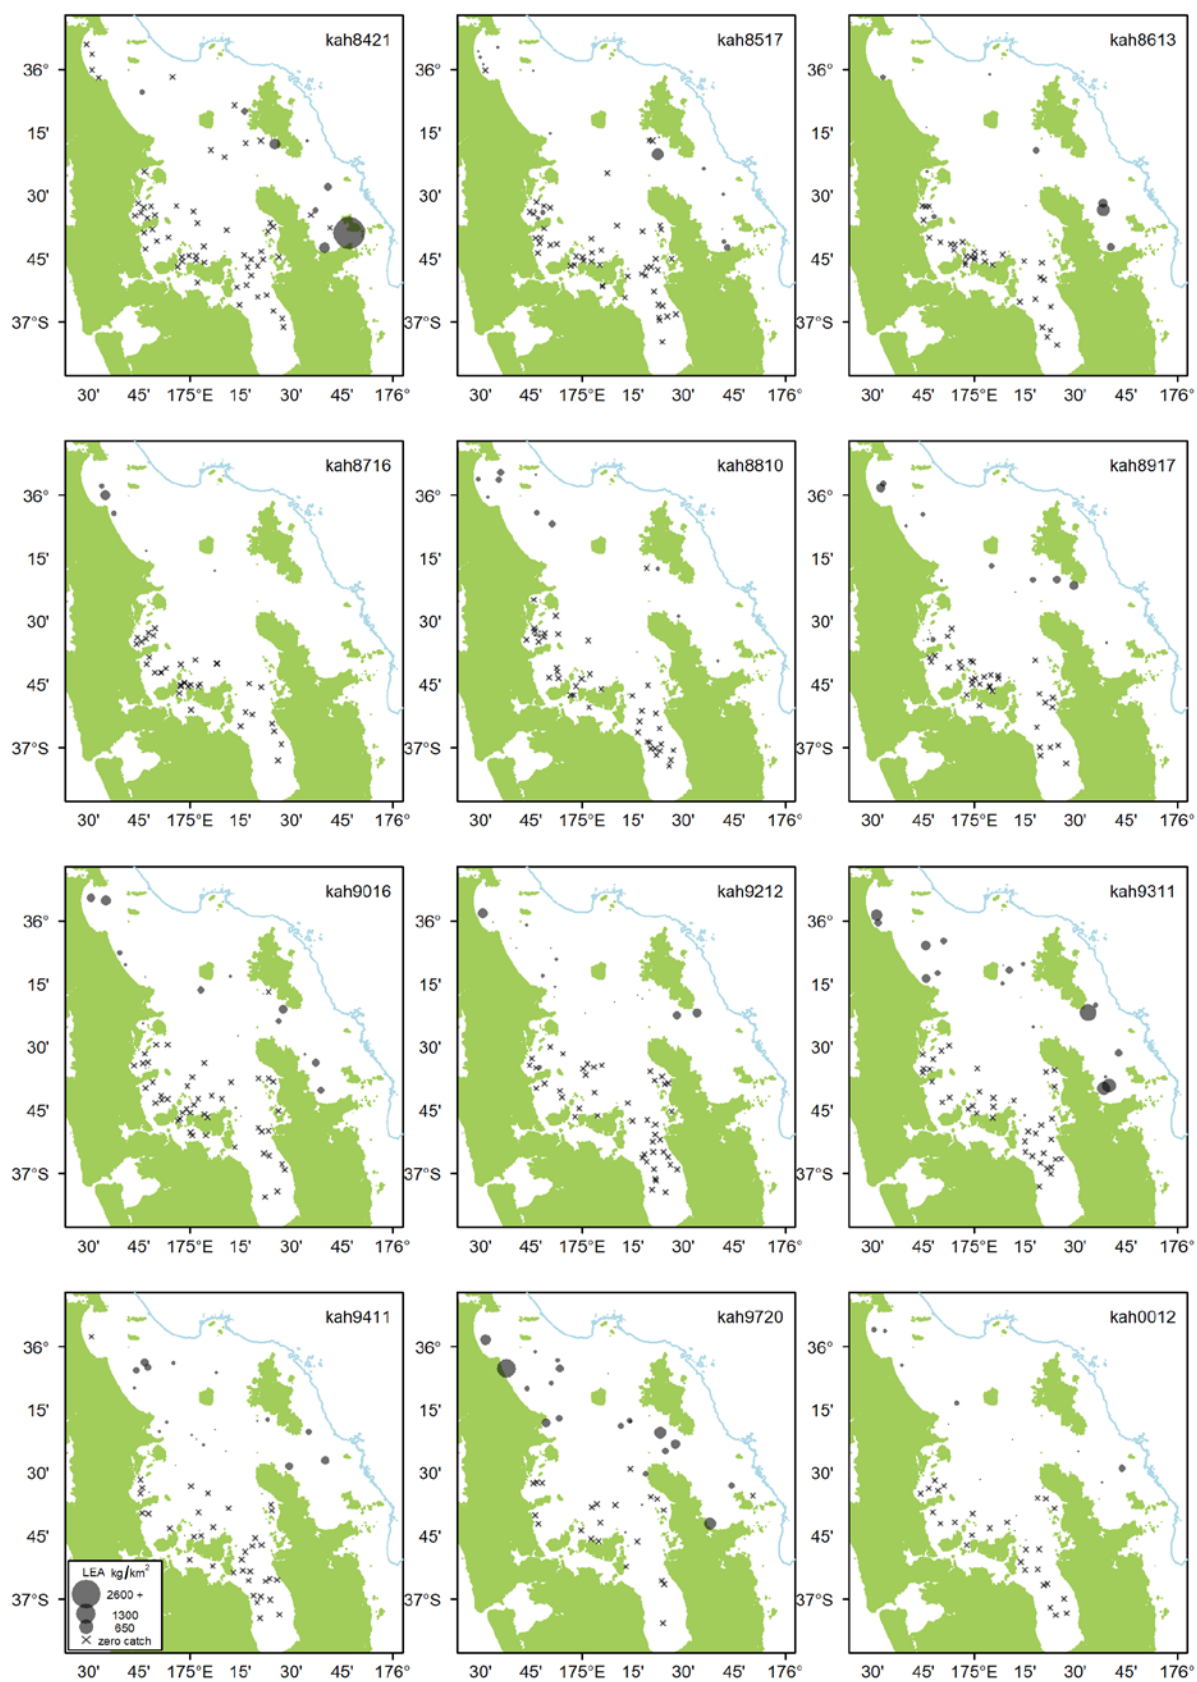 kah8421 kah8517 kah8613
36° 36° 36°
15' 15' 15'
30' 30' 30'
45' 45' 45'
37°S 37°S 37°S
30' 45' 175°E 15' 30' 45' 176° 30' 45' 175°E 15' 30' 45' 176° 30' 45' 175°E 15' 30' 45' 176°
kah8716 kah8810 kah8917
36° 36° 36°
15' 15' 15'
30' 30' 30'
45' 45' 45'
37°S 37°S 37°S
30' 45' 175°E 15' 30' 45' 176° 30' 45' 175°E 15' 30' 45' 176° 30' 45' 175°E 15' 30' 45' 176°
kah9016 kah9212 kah9311
36° 36° 36°
15' 15' 15'
30' 30' 30'
45' 45' 45'
37°S 37°S 37°S
30' 45' 175°E 15' 30' 45' 176° 30' 45' 175°E 15' 30' 45' 176° 30' 45' 175°E 15' 30' 45' 176°
kah9411 kah9720 kah0012
36° 36° 36°
15' 15' 15'
30' 30' 30'
45' 45' 45'
37°S 37°S 37°S
LEA kg/km²
2600 +
1300
650
zero catch
30' 45' 175°E 15' 30' 45' 176° 30' 45' 175°E 15' 30' 45' 176° 30' 45' 175°E 15' 30' 45' 176°